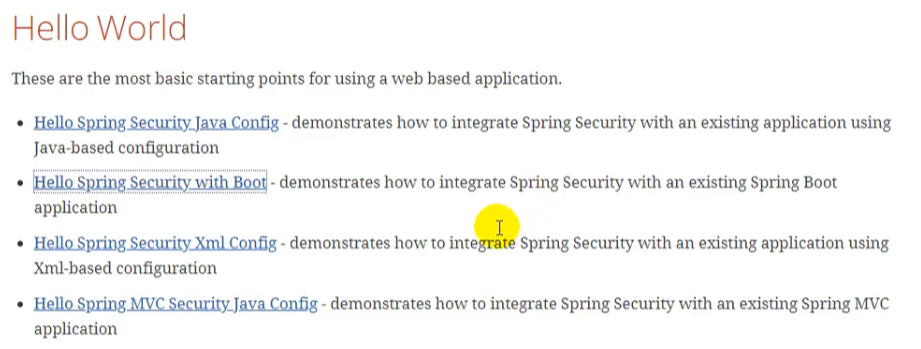 Hello World
These are the most basic starting points for using a web based application.
Hello Spring Security Java Config - demonstrates how to integrate Spring Security with an existing application using
Java-based configuration
Hello Spring Security with Boot - demonstrates how to integrate Spring Security with an existing Spring Boot
application
Hello Spring Security Xml Config - demonstrates how to integrate Spring Security with an existing application using
Xml-based configuration
Hello Spring MVC Security Java Config - demonstrates how to integrate Spring Security with an existing Spring MVC
application